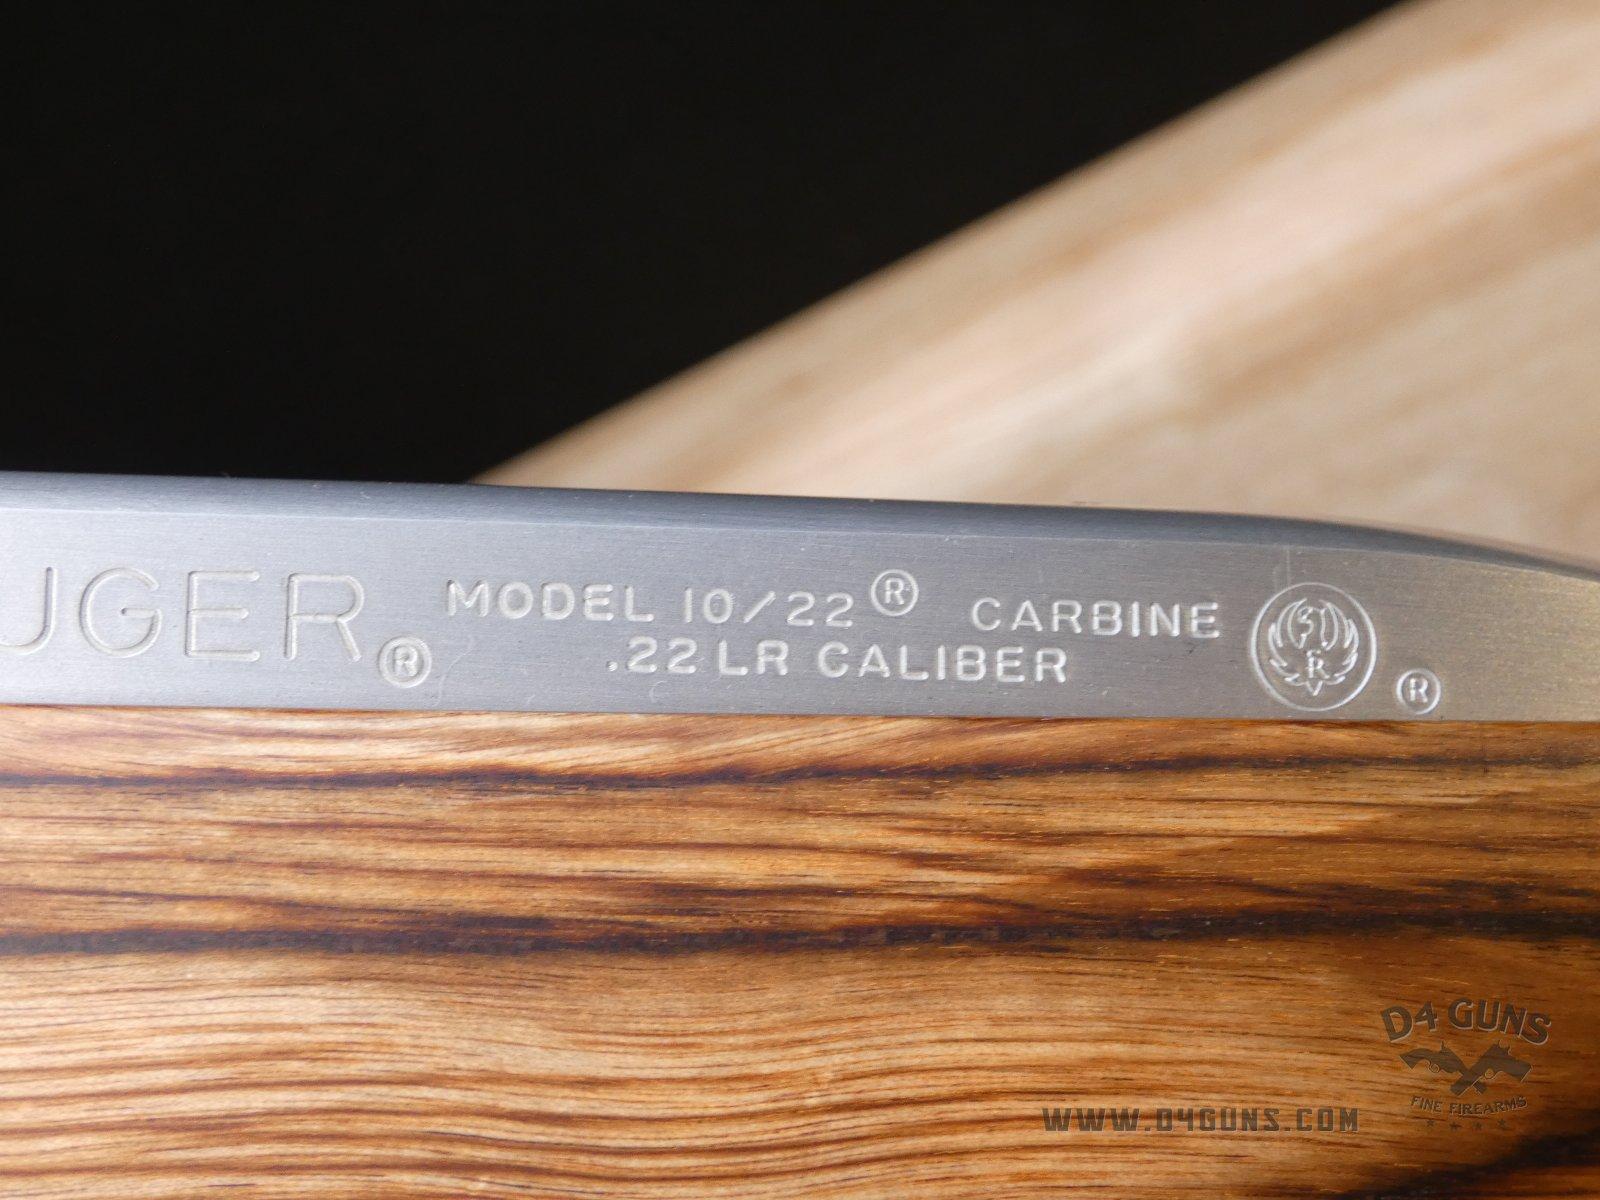 UGER®
MODEL 10/22® CARBINE
.22 LR CALIBER
R ®
D4 GUNS
FINE FIREARMS
WWW.D4GUNS.COM